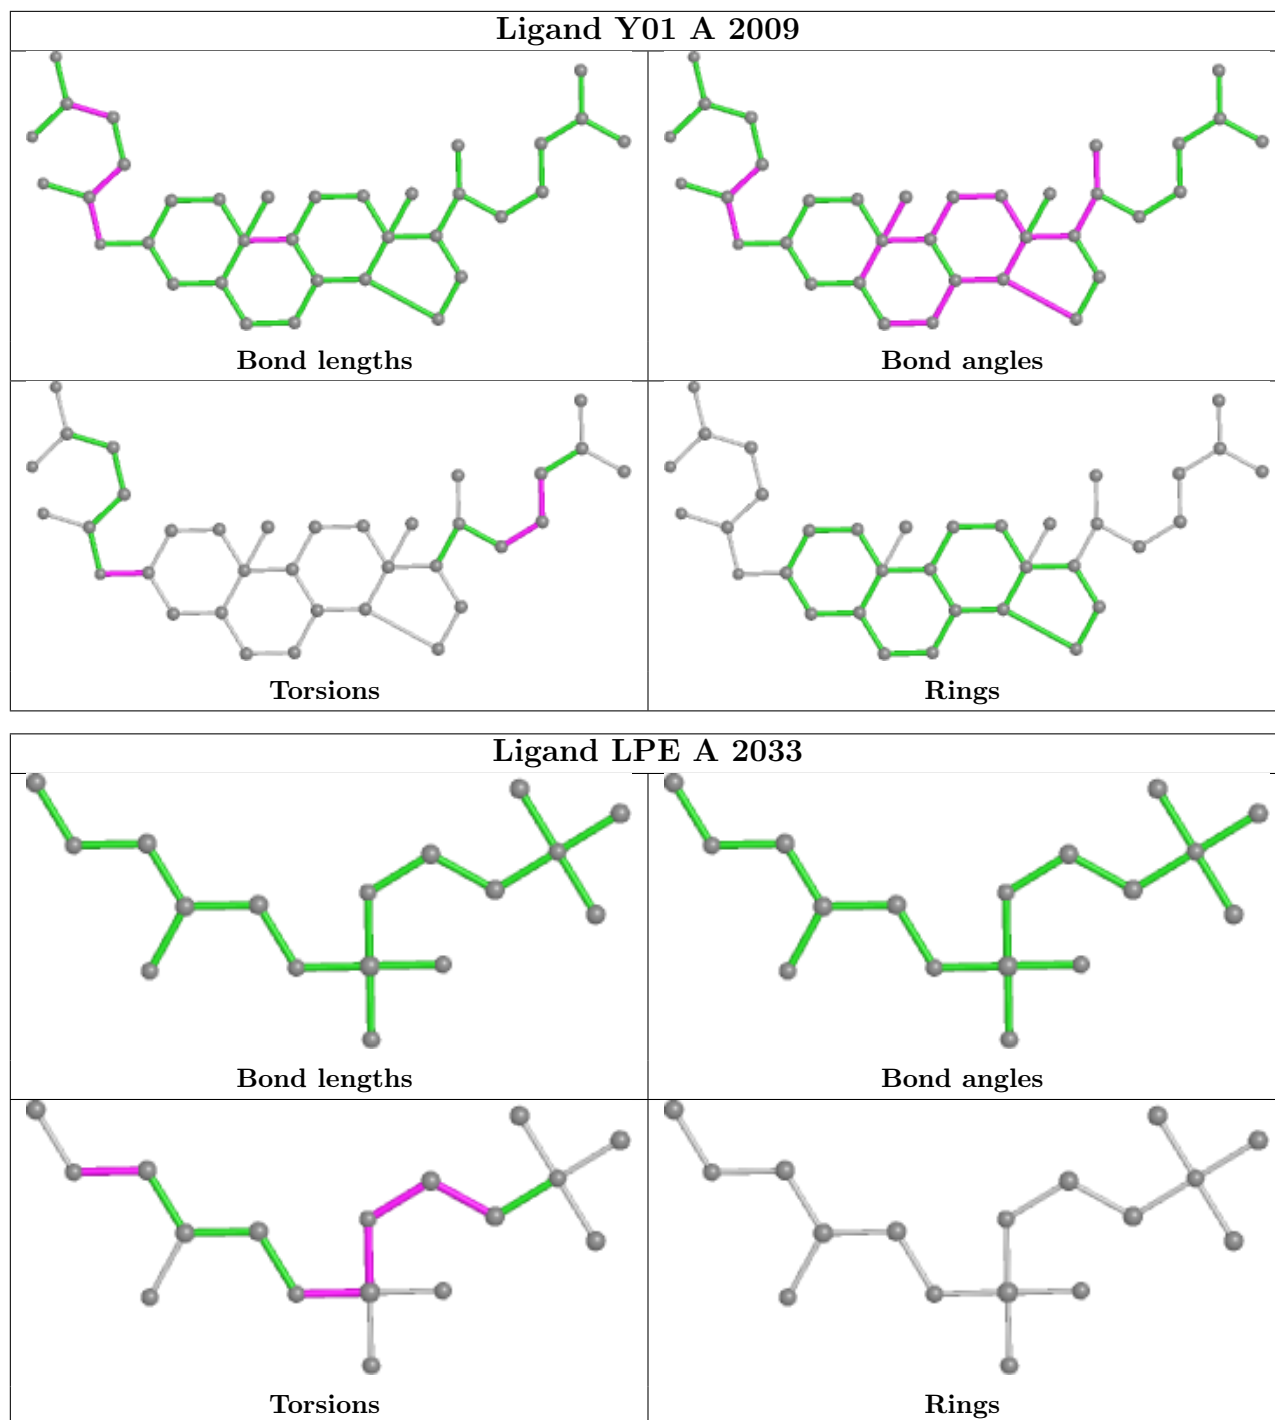 Ligand Y01 A 2009
Bond lengths
Bond angles
Torsions
Rings
Ligand LPE A 2033
Bond lengths
Bond angles
Torsions
Rings